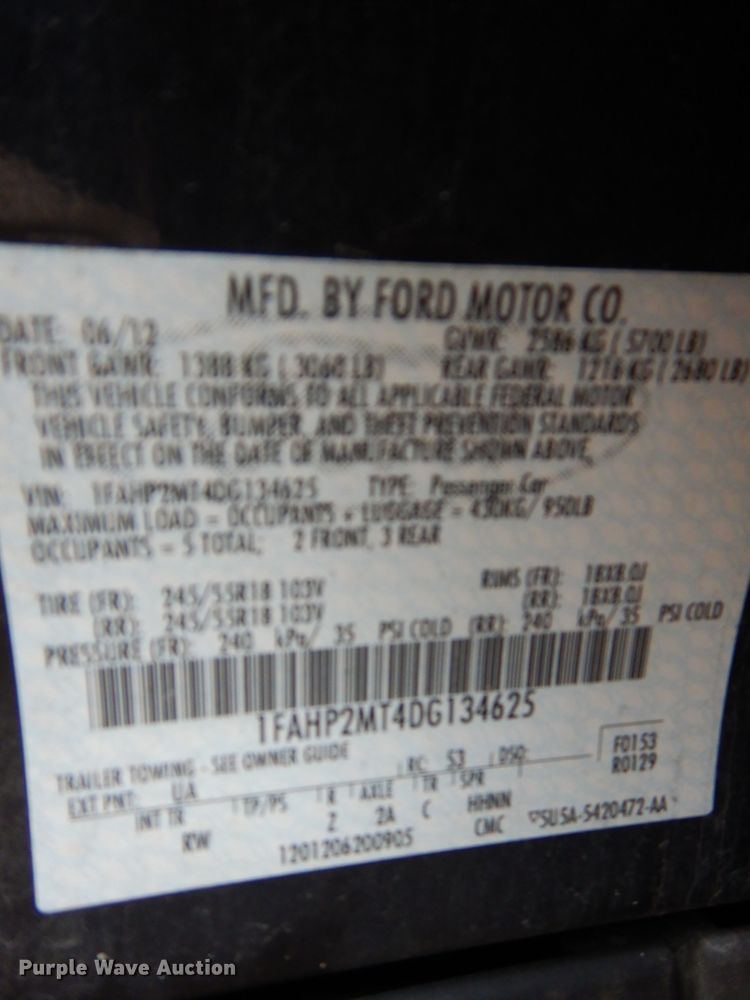 MFD. BY FORD MOTOR CO.
DATE: 06/12 GVWR: 2586 KG ( 5700 LB)
FRONT GAWR: 1388 KG ( 3060 LB) REAR GAWR: 1216 KG ( 2680 LB)
THIS VEHICLE CONFORMS TO ALL APPLICABLE FEDERAL MOTOR
VEHICLE SAFETY, BUMPER, AND THEFT PREVENTION STANDARDS
IN EFFECT ON THE DATE OF MANUFACTURE SHOWN ABOVE.
VIN: 1FAHP2MT4DG134625 TYPE: Passenger Car
MAXIMUM LOAD = OCCUPANTS + LUGGAGE = 430KG/ 950LB
OCCUPANTS = 5 TOTAL; 2 FRONT, 3 REAR
TIRE (FR): 245/55R18 103V RIMS (FR): 18X8.0J
(RR): 245/55R18 103V (RR): 18X8.0J
PRESSURE (FR): 240 kPa/ 35 PSI COLD (RR): 240 kPa/ 35 PSI COLD
1FAHP2MT4DG134625
TRAILER TOWING - SEE OWNER GUIDE F0153
EXT PNT: UA RC: 53 DSO: R0129
INT TR TP/PS R AXLE TR SPR
RW Z 2A C HHNN
1201206200905 CMC ▽5U5A-5420472-AA
Purple Wave Auction